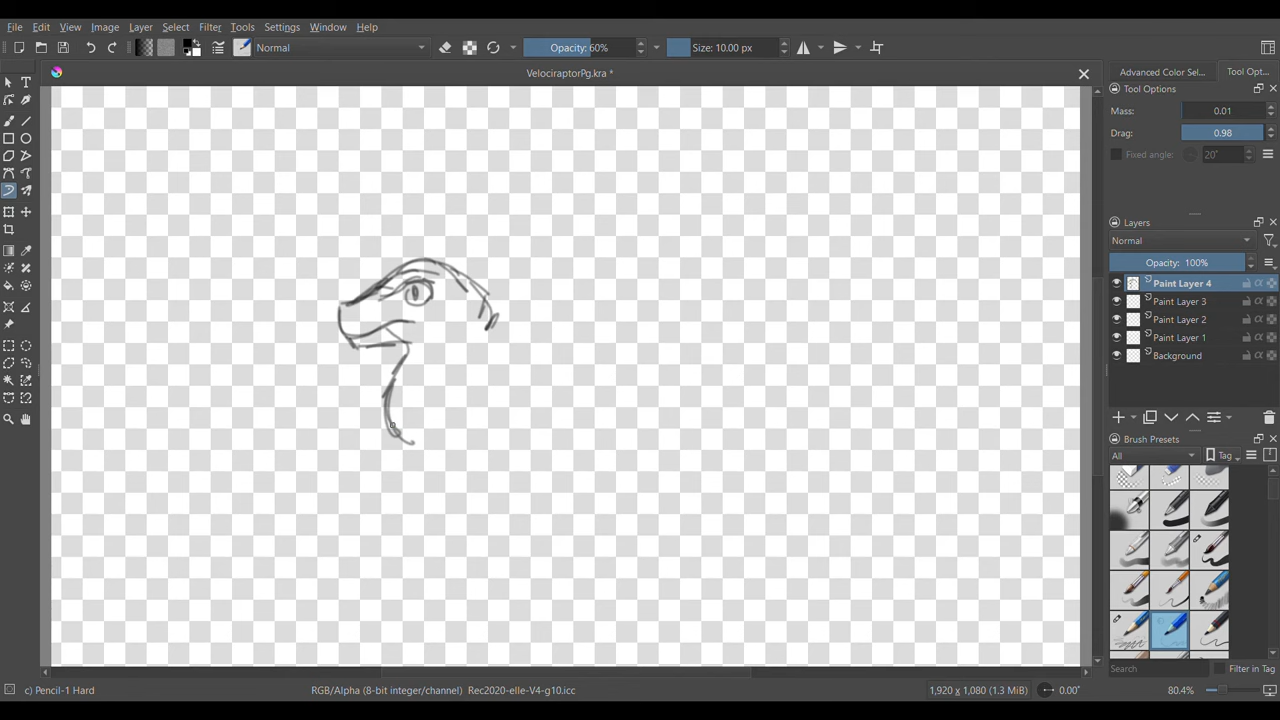 File Edit View Image Layer Select Filter Tools Settings Window Help
Normal Opacity: 60% Size: 10.00 px
VelociraptorPg.kra *
Advanced Color Sel... Tool Opt...
Tool Options
Mass: 0.01
Drag: 0.98
Fixed angle: 20°
Layers
Normal
Opacity: 100%
Paint Layer 4
Paint Layer 3
Paint Layer 2
Paint Layer 1
Background
Brush Presets
All Tag
Search Filter in Tag
c) Pencil-1 Hard RGB/Alpha (8-bit integer/channel) Rec2020-elle-V4-g10.icc 1,920 x 1,080 (1.3 MiB) 0.00° 80.4%